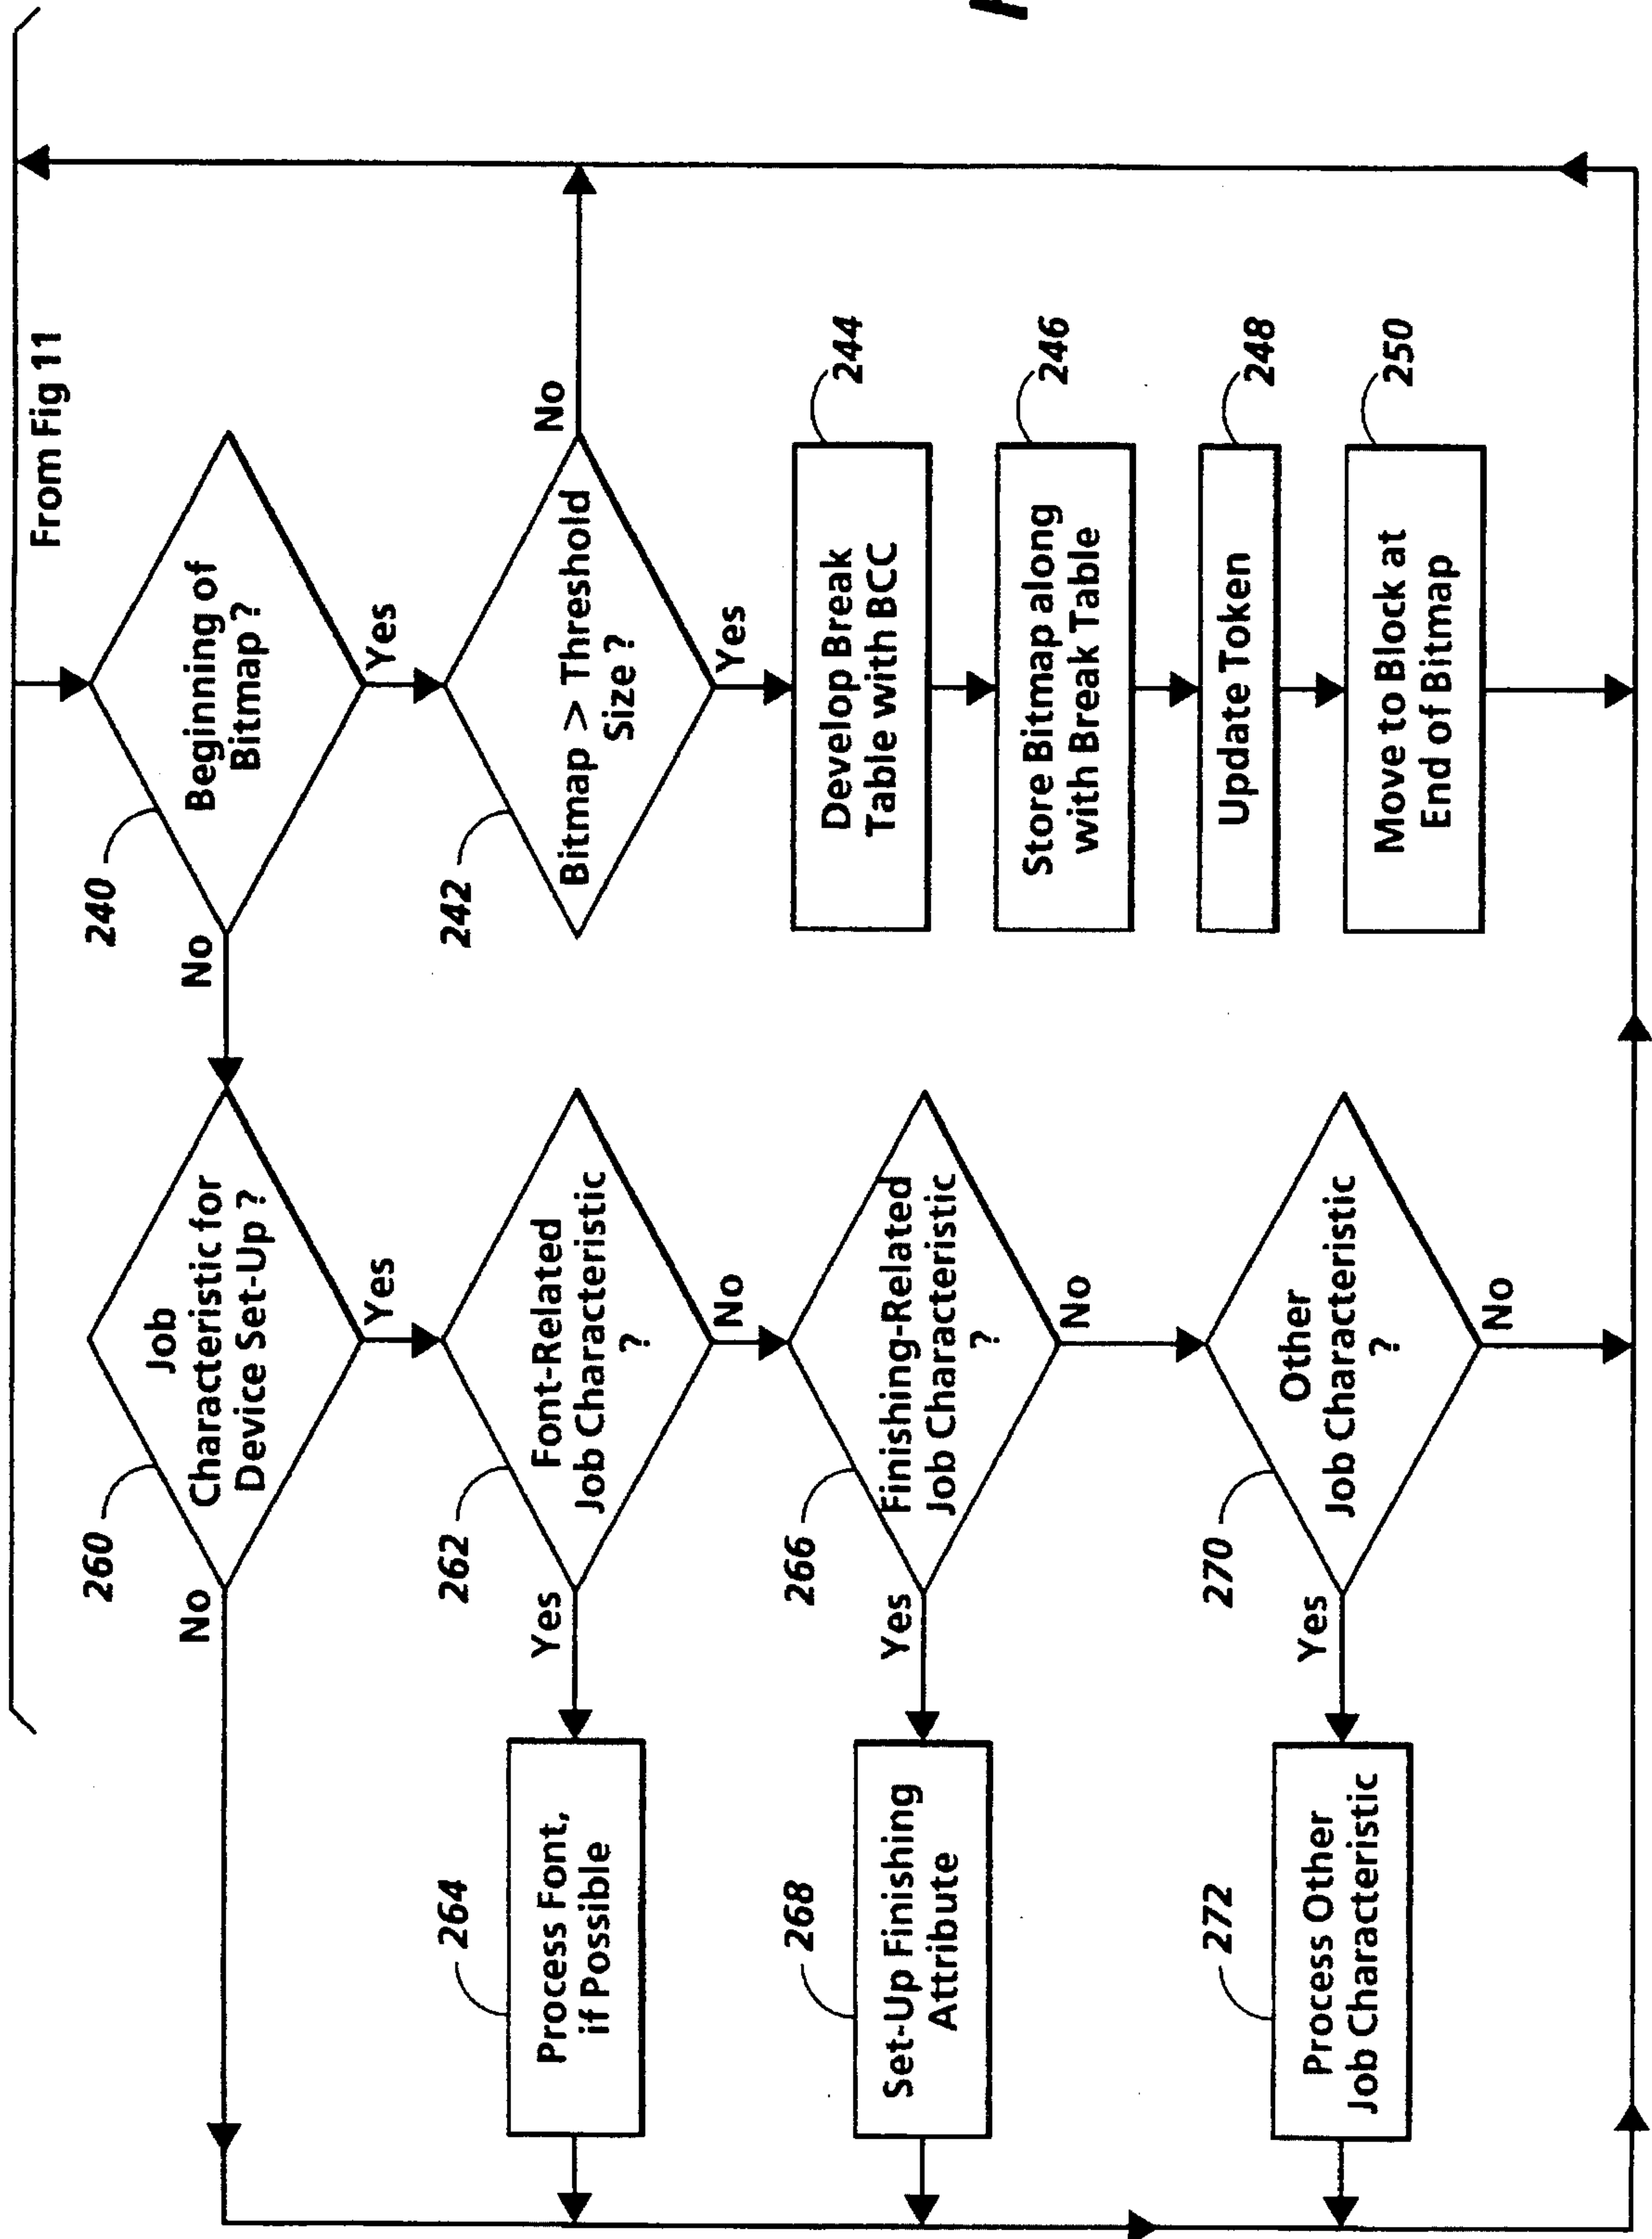 From Fig 11
240
Beginning of
Bitmap ?
No
Yes
242
Bitmap > Threshold
Size ?
No
Yes
244
Develop Break
Table with BCC
246
Store Bitmap along
with Break Table
248
Update Token
250
Move to Block at
End of Bitmap
260
Job
Characteristic for
Device Set-Up ?
No
Yes
262
Font-Related
Job Characteristic
?
Yes
No
264
Process Font,
if Possible
266
Finishing-Related
Job Characteristic
?
Yes
No
268
Set-Up Finishing
Attribute
270
Other
Job Characteristic
?
Yes
No
272
Process Other
Job Characteristic